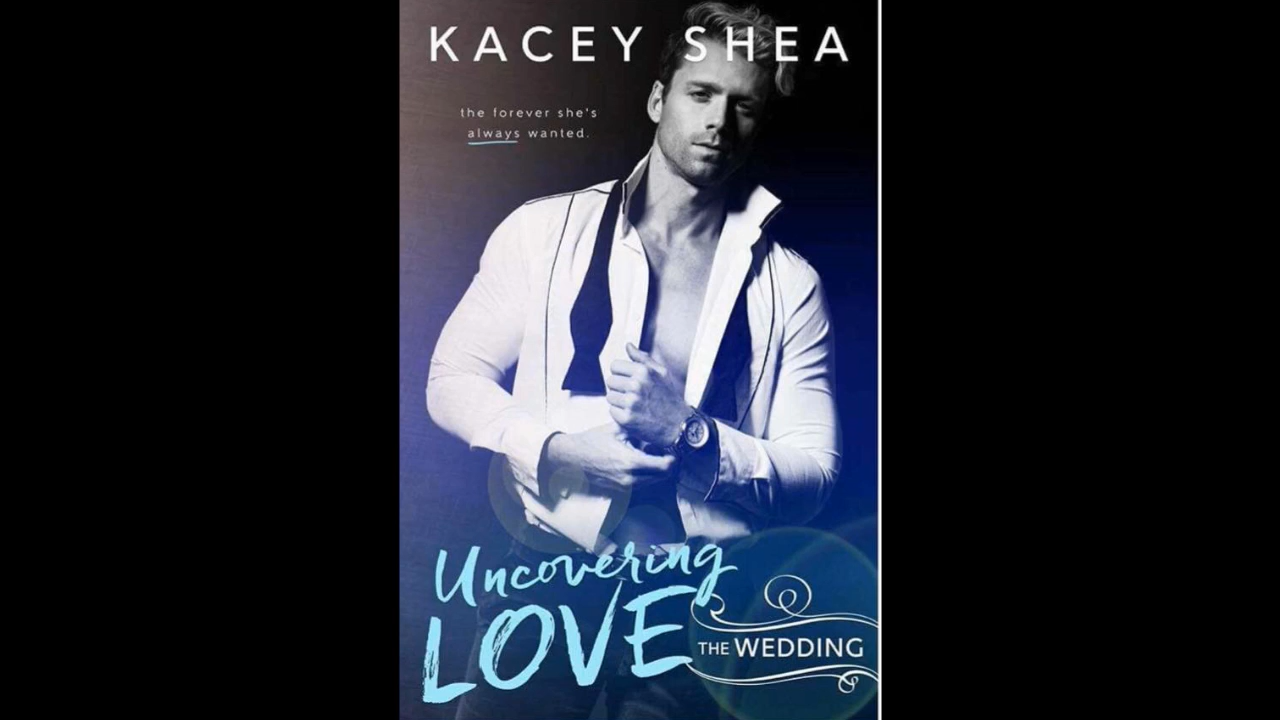 KACEY SHEA
the forever she's
always wanted.
Uncovering
LOVE
THE WEDDING